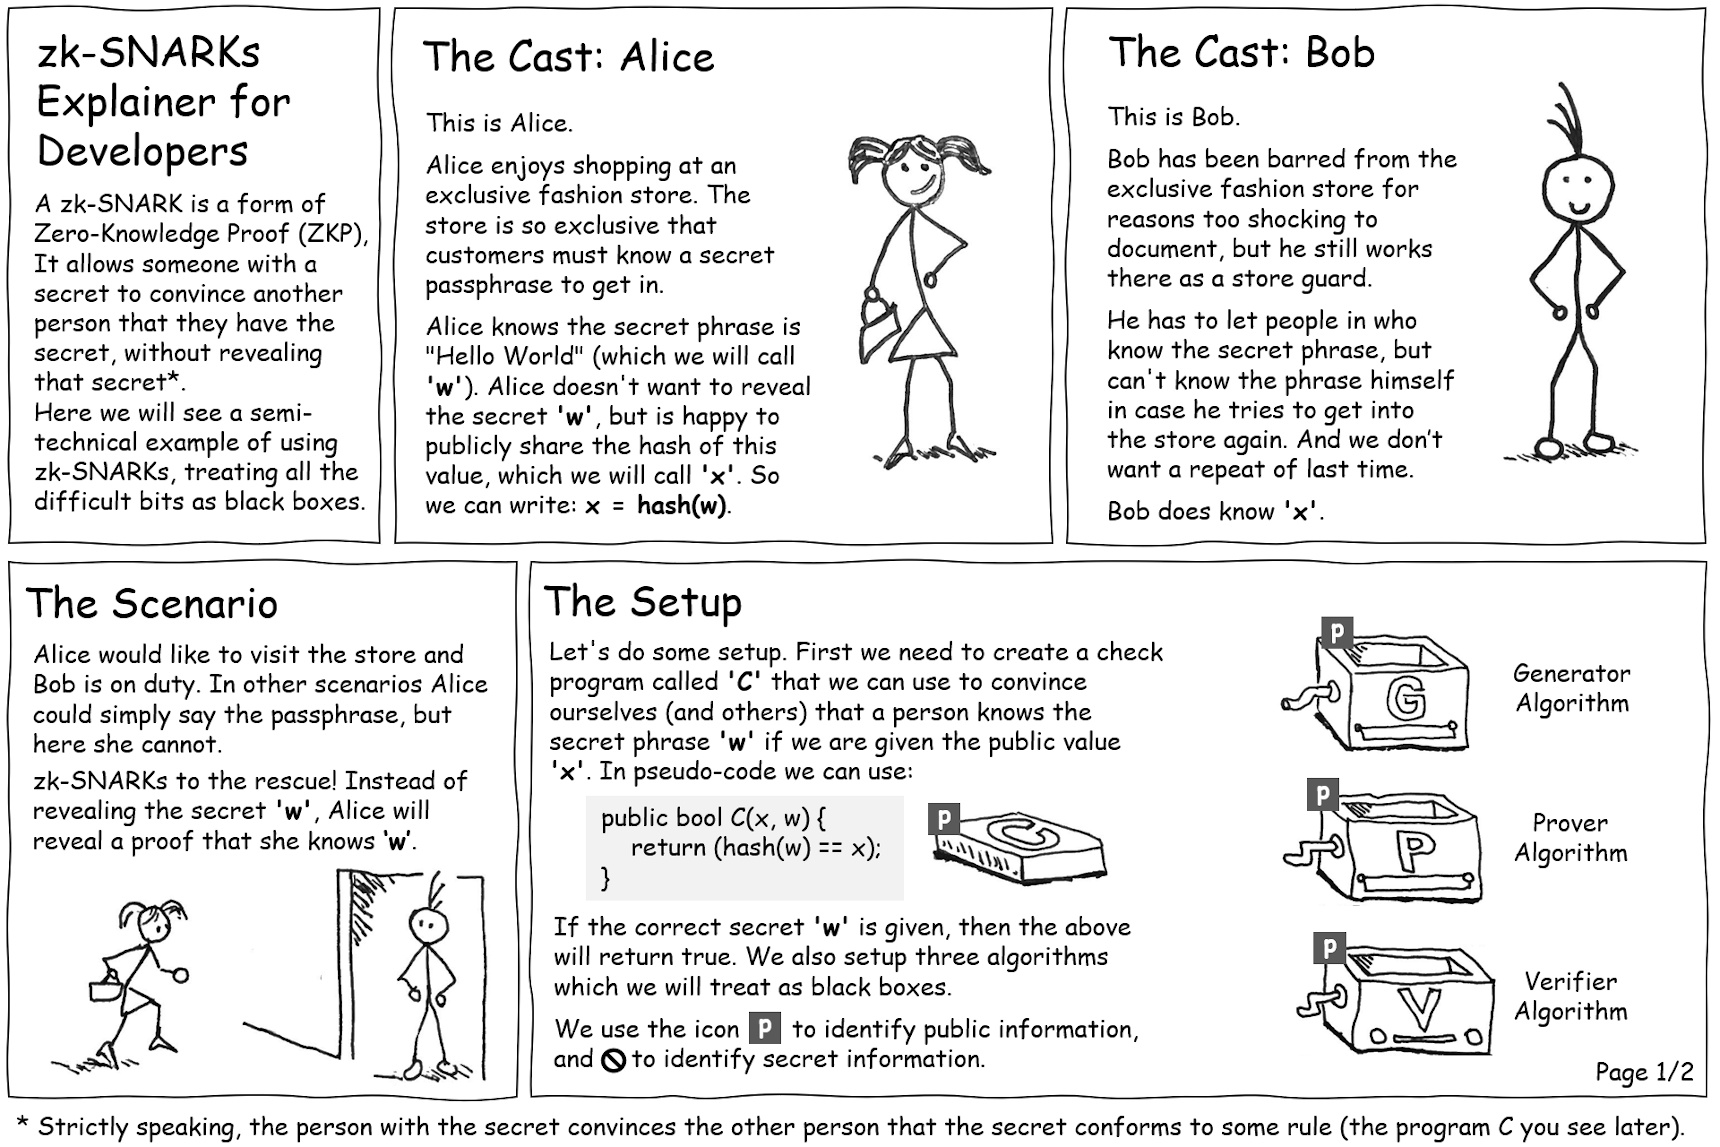 zk-SNARKs
Explainer for
Developers
A zk-SNARK is a form of
Zero-Knowledge Proof (ZKP),
It allows someone with a
secret to convince another
person that they have the
secret, without revealing
that secret*.
Here we will see a semi-
technical example of using
zk-SNARKs, treating all the
difficult bits as black boxes.
The Cast: Alice
This is Alice.
Alice enjoys shopping at an
exclusive fashion store. The
store is so exclusive that
customers must know a secret
passphrase to get in.
Alice knows the secret phrase is
"Hello World" (which we will call
'w'). Alice doesn't want to reveal
the secret 'w', but is happy to
publicly share the hash of this
value, which we will call 'x'. So
we can write: x = hash(w).
The Cast: Bob
This is Bob.
Bob has been barred from the
exclusive fashion store for
reasons too shocking to
document, but he still works
there as a store guard.
He has to let people in who
know the secret phrase, but
can't know the phrase himself
in case he tries to get into
the store again. And we don't
want a repeat of last time.
Bob does know 'x'.
The Scenario
Alice would like to visit the store and
Bob is on duty. In other scenarios Alice
could simply say the passphrase, but
here she cannot.
zk-SNARKs to the rescue! Instead of
revealing the secret 'w', Alice will
reveal a proof that she knows 'w'.
The Setup
Let's do some setup. First we need to create a check
program called 'C' that we can use to convince
ourselves (and others) that a person knows the
secret phrase 'w' if we are given the public value
'x'. In pseudo-code we can use:
public bool C(x, w) {
return (hash(w) == x);
}
p
C
If the correct secret 'w' is given, then the above
will return true. We also setup three algorithms
which we will treat as black boxes.
We use the icon p to identify public information,
and to identify secret information.
p
G
Generator
Algorithm
p
P
Prover
Algorithm
p
V
Verifier
Algorithm
Page 1/2
* Strictly speaking, the person with the secret convinces the other person that the secret conforms to some rule (the program C you see later).